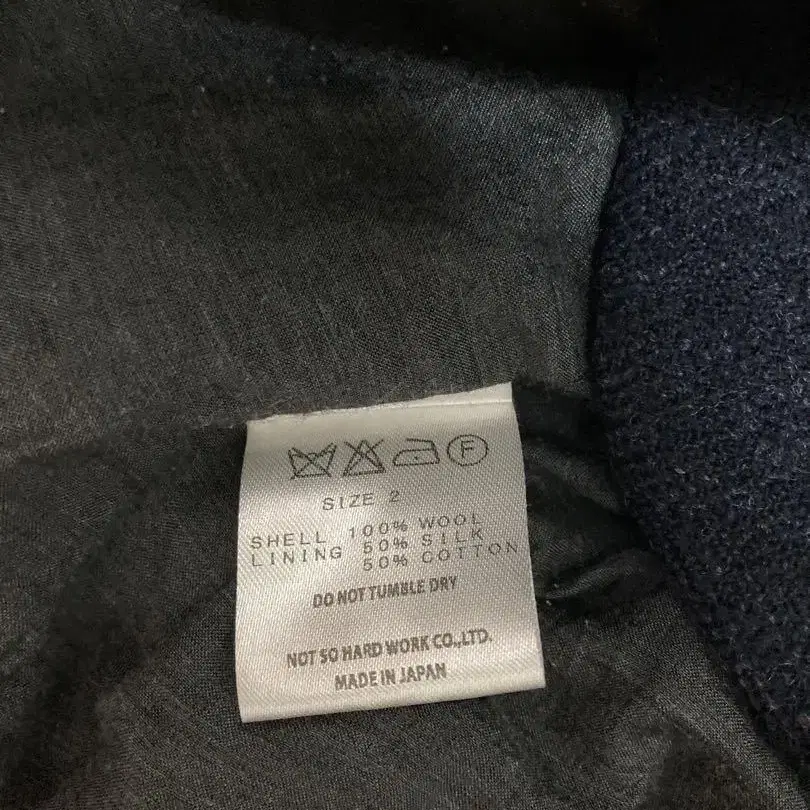 F
SIZE 2
SHELL 100% WOOL
LINING 50% SILK
50% COTTON
DO NOT TUMBLE DRY
NOT SO HARD WORK CO.,LTD.
MADE IN JAPAN